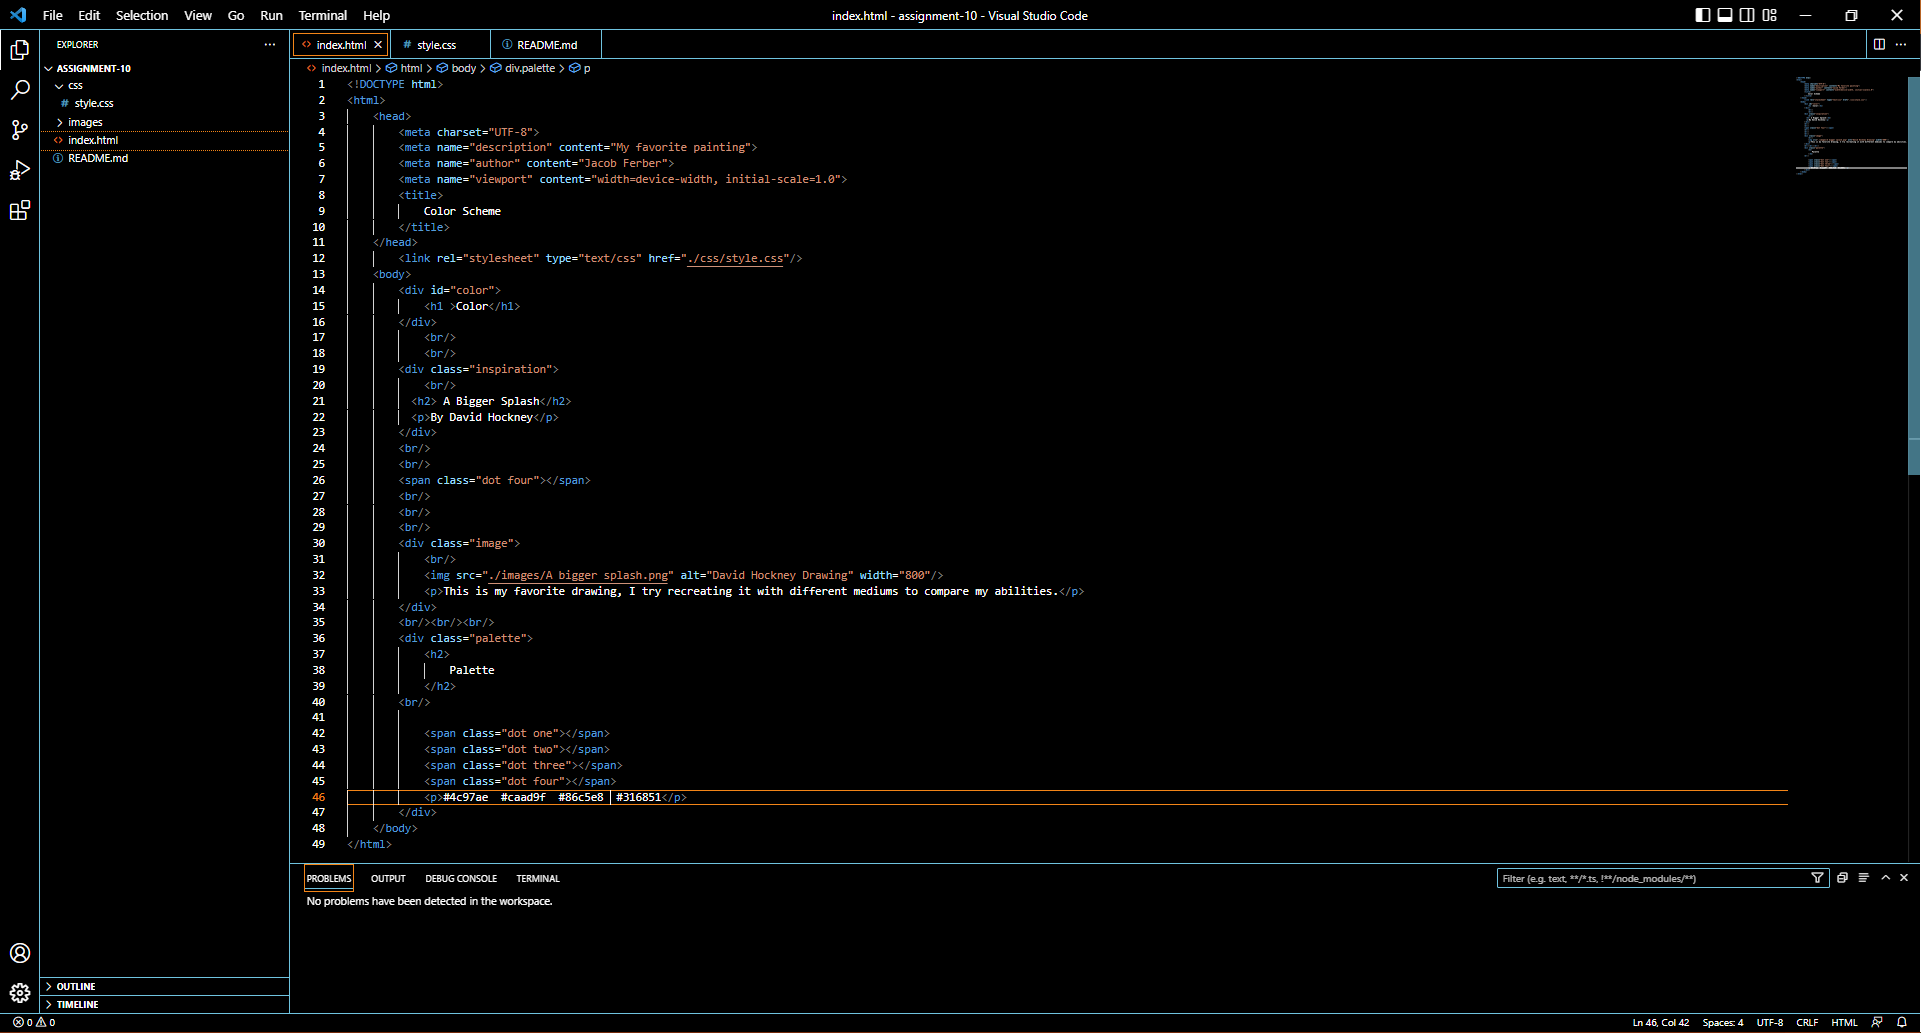 File Edit Selection View Go Run Terminal Help index.html - assignment-10 - Visual Studio Code
EXPLORER
ASSIGNMENT-10
css
# style.css
images
index.html
README.md
OUTLINE
TIMELINE
index.html # style.css README.md
index.html > html > body > div.palette > p
1 <!DOCTYPE html>
2 <html>
3 <head>
4 <meta charset="UTF-8">
5 <meta name="description" content="My favorite painting">
6 <meta name="author" content="Jacob Ferber">
7 <meta name="viewport" content="width=device-width, initial-scale=1.0">
8 <title>
9 Color Scheme
10 </title>
11 </head>
12 <link rel="stylesheet" type="text/css" href="./css/style.css"/>
13 <body>
14 <div id="color">
15 <h1 >Color</h1>
16 </div>
17 <br/>
18 <br/>
19 <div class="inspiration">
20 <br/>
21 <h2> A Bigger Splash</h2>
22 <p>By David Hockney</p>
23 </div>
24 <br/>
25 <br/>
26 <span class="dot four"></span>
27 <br/>
28 <br/>
29 <br/>
30 <div class="image">
31 <br/>
32 <img src="./images/A bigger splash.png" alt="David Hockney Drawing" width="800"/>
33 <p>This is my favorite drawing, I try recreating it with different mediums to compare my abilities.</p>
34 </div>
35 <br/><br/><br/>
36 <div class="palette">
37 <h2>
38 Palette
39 </h2>
40 <br/>
41
42 <span class="dot one"></span>
43 <span class="dot two"></span>
44 <span class="dot three"></span>
45 <span class="dot four"></span>
46 <p>#4c97ae #caad9f #86c5e8 #316851</p>
47 </div>
48 </body>
49 </html>
PROBLEMS OUTPUT DEBUG CONSOLE TERMINAL Filter (e.g. text, **/*.ts, !**/node_modules/**)
No problems have been detected in the workspace.
0 0 Ln 46, Col 42 Spaces: 4 UTF-8 CRLF HTML